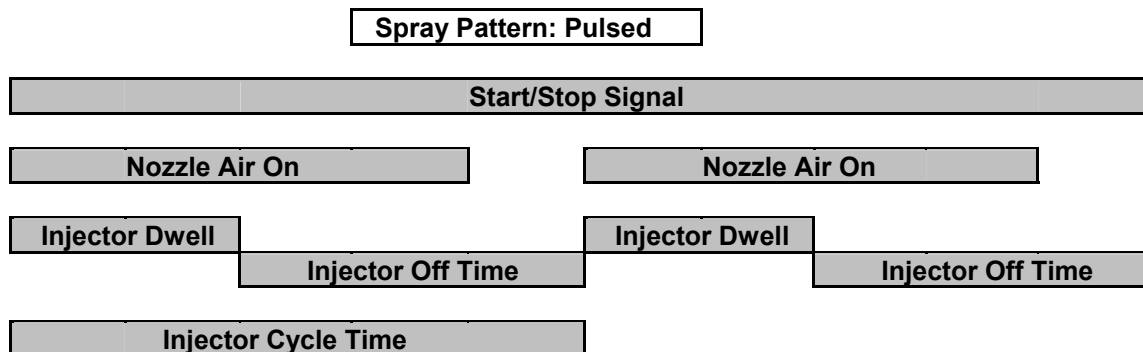 Spray Pattern: Pulsed
Start/Stop Signal
Nozzle Air On Nozzle Air On
Injector Dwell Injector Dwell
Injector Off Time Injector Off Time
Injector Cycle Time